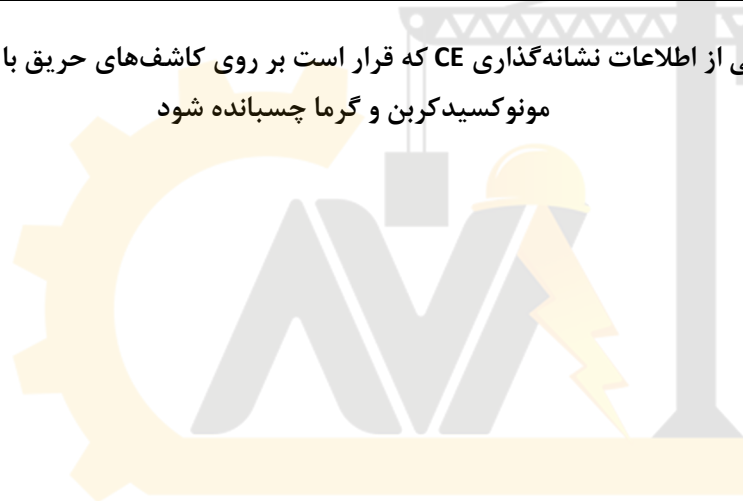 ی از اطلاعات نشانه‌گذاری CE که قرار است بر روی کاشف‌های حریق با
مونوکسیدکربن و گرما چسبانده شود